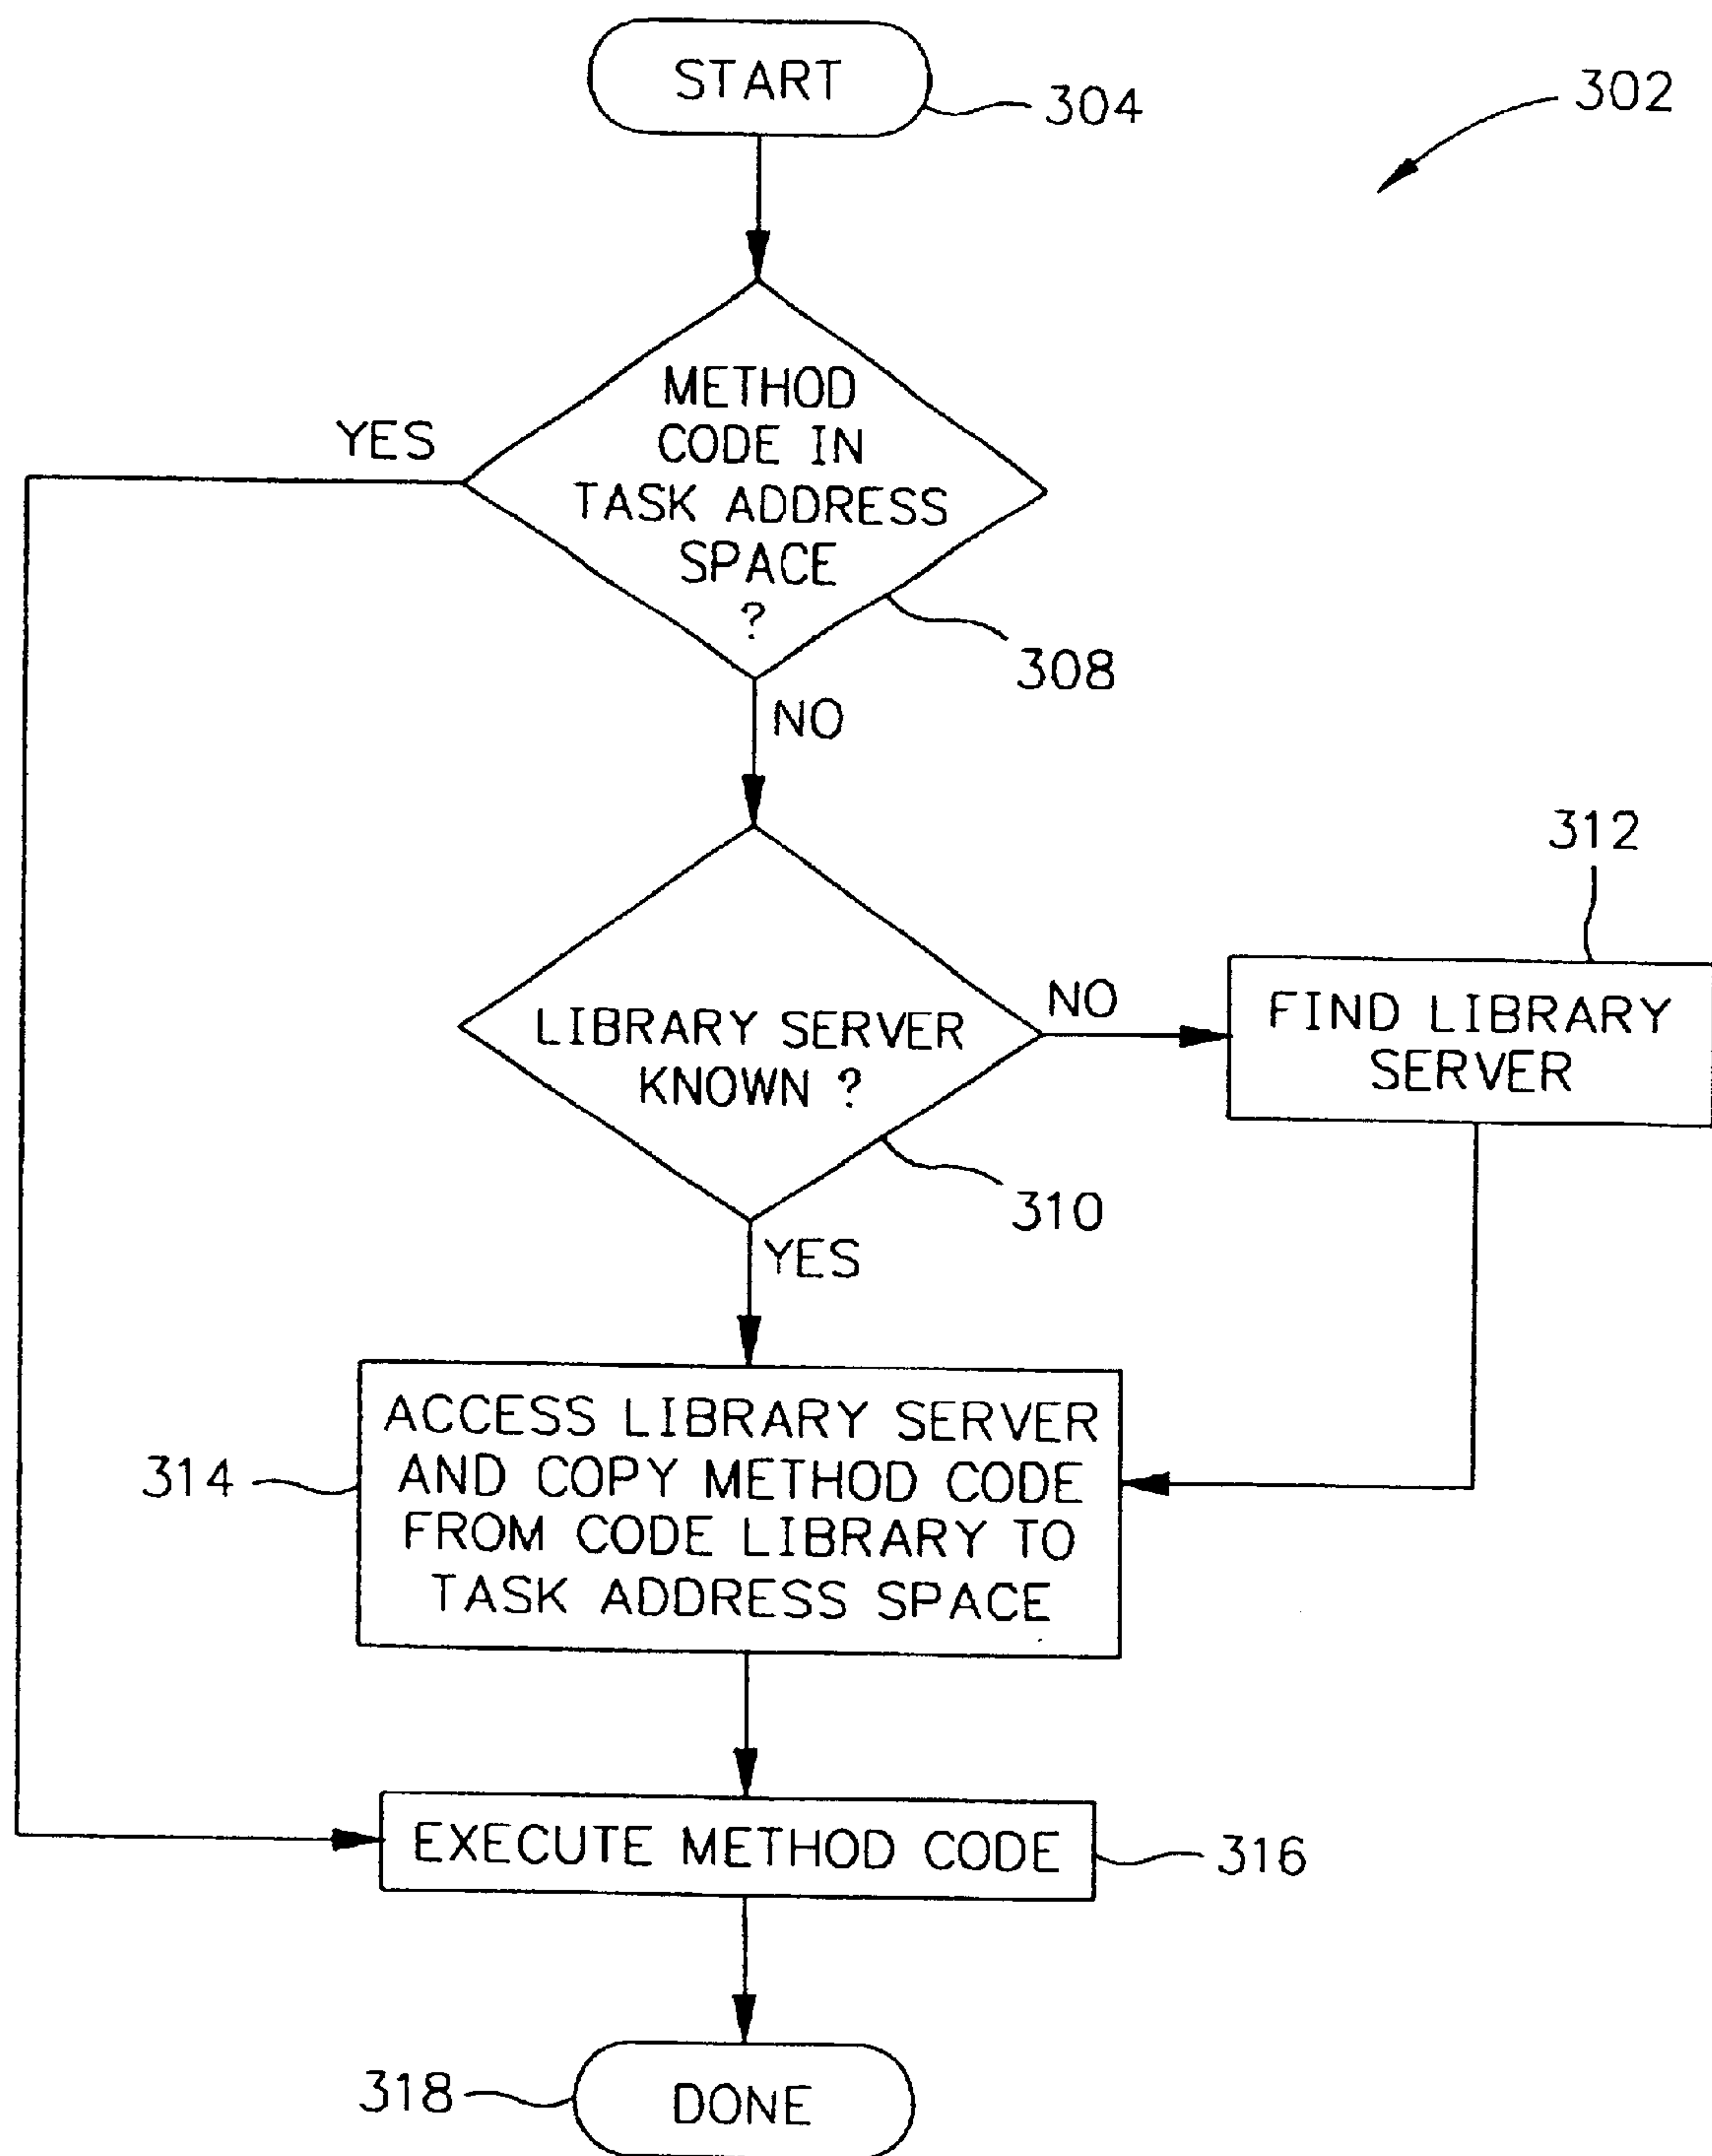 START
304
302
METHOD
CODE IN
TASK ADDRESS
SPACE
?
YES
308
NO
312
LIBRARY SERVER
KNOWN ?
NO
FIND LIBRARY
SERVER
310
YES
ACCESS LIBRARY SERVER
AND COPY METHOD CODE
FROM CODE LIBRARY TO
TASK ADDRESS SPACE
314
EXECUTE METHOD CODE
316
318
DONE